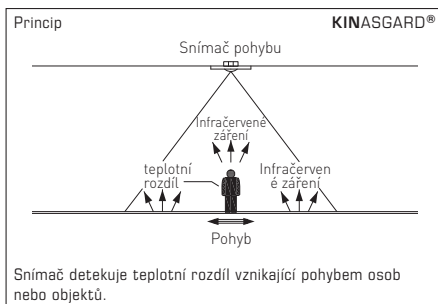 Princip KINASGARD®
Snímač pohybu
Infračervené
záření
teplotní
rozdíl
Infračerven
é záření
Pohyb
Snímač detekuje teplotní rozdíl vznikající pohybem osob
nebo objektů.